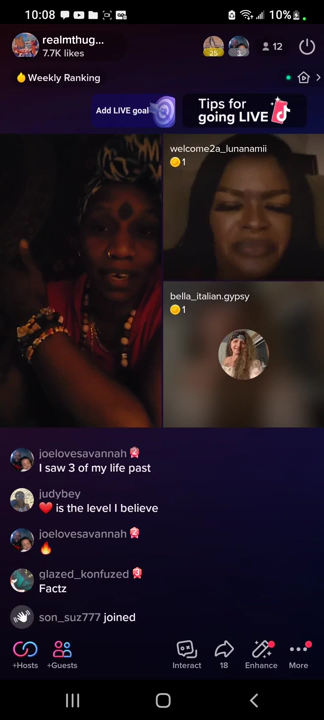 10:08
10%
realmthug...
7.7K likes
25
12
Weekly Ranking
Add LIVE goal
Tips for
going LIVE
welcome2a_lunanamii
1
bella_italian.gypsy
1
joelovesavannah
I saw 3 of my life past
judybey
❤️ is the level I believe
joelovesavannah
🔥
glazed_konfuzed
Factz
son_suz777 joined
+Hosts
+Guests
Interact
18
Enhance
More